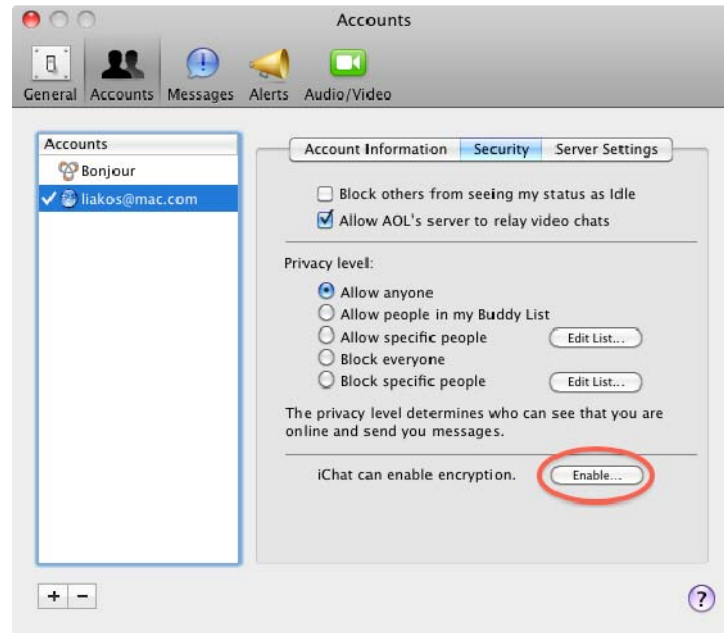 Accounts
General Accounts Messages Alerts Audio/Video
Accounts
Bonjour
liakos@mac.com
Account Information Security Server Settings
Block others from seeing my status as Idle
Allow AOL's server to relay video chats
Privacy level:
Allow anyone
Allow people in my Buddy List
Allow specific people Edit List...
Block everyone
Block specific people Edit List...
The privacy level determines who can see that you are
online and send you messages.
iChat can enable encryption. Enable...
+ − ?